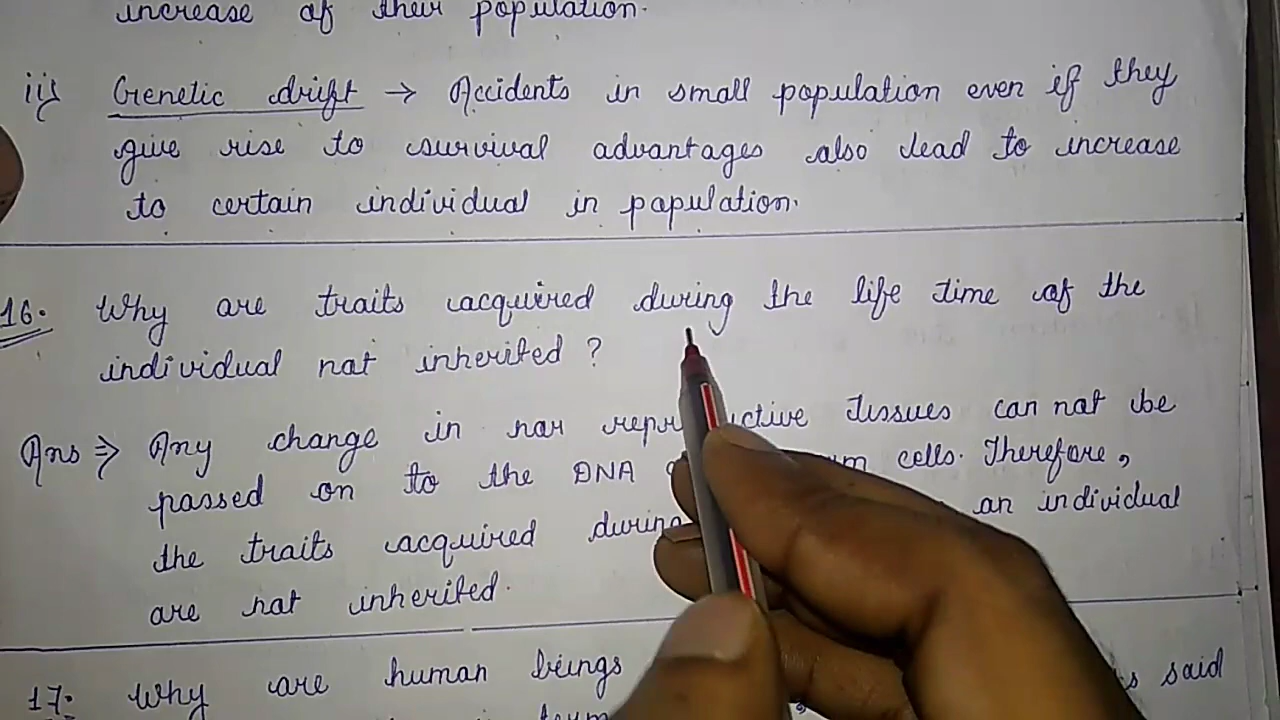 increase of their population.
ii) Genetic drift → Accidents in small population even if they
give rise to survival advantages also lead to increase
to certain individual in population.
16. Why are traits acquired during the life time of the
individual not inherited ?
Ans ⇒ Any change in non reproductive tissues can not be
passed on to the DNA cells. Therefore,
the traits acquired during an individual
are not inherited.
17. Why are human beings said